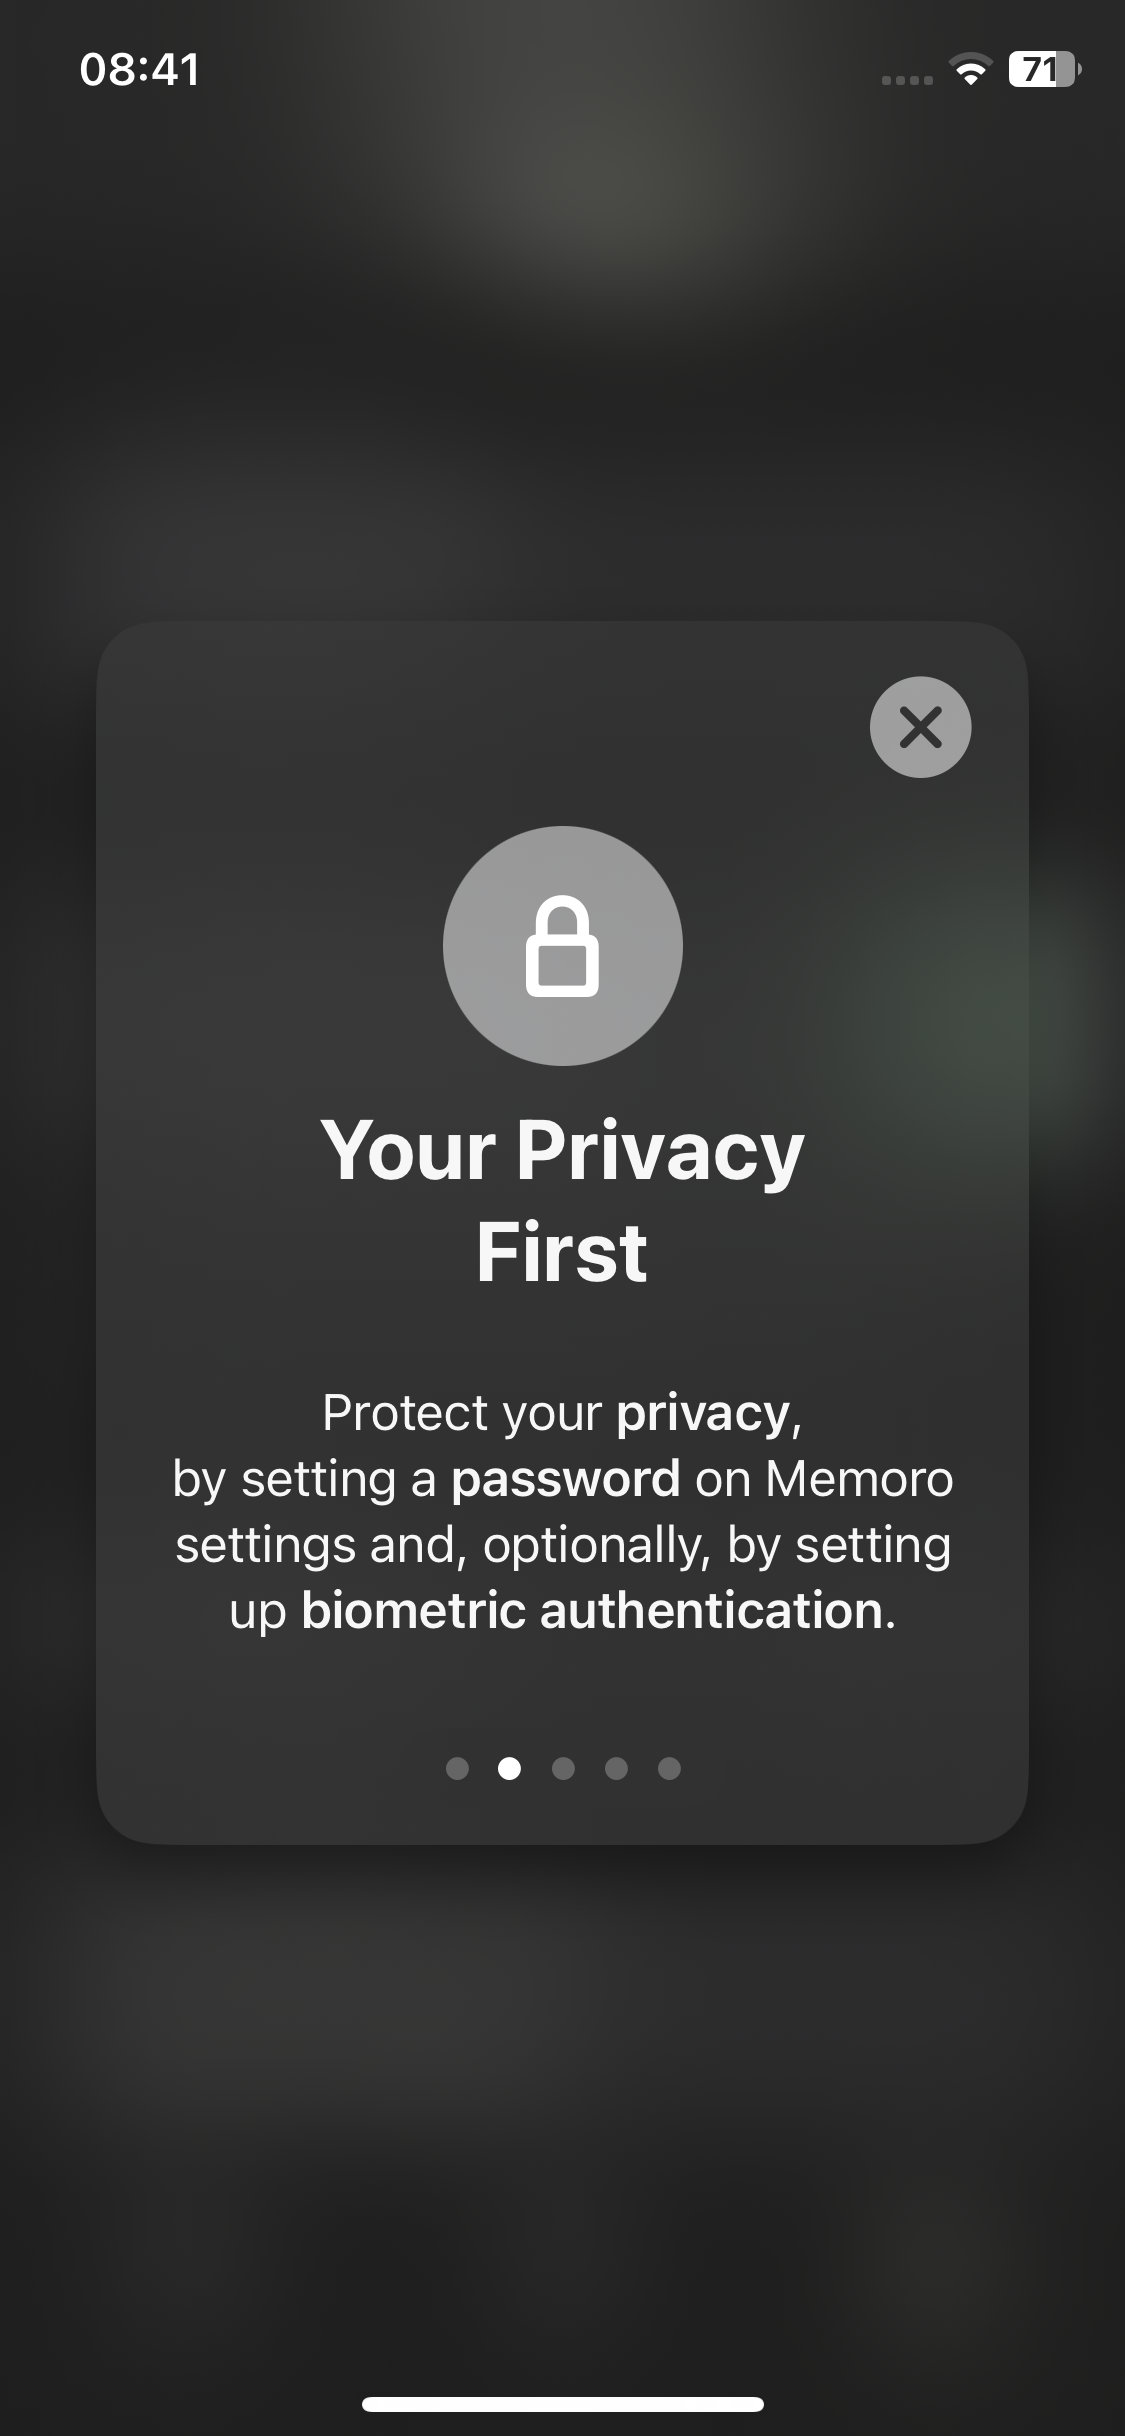 08:41
71
Your Privacy
First
Protect your privacy,
by setting a password on Memoro
settings and, optionally, by setting
up biometric authentication.